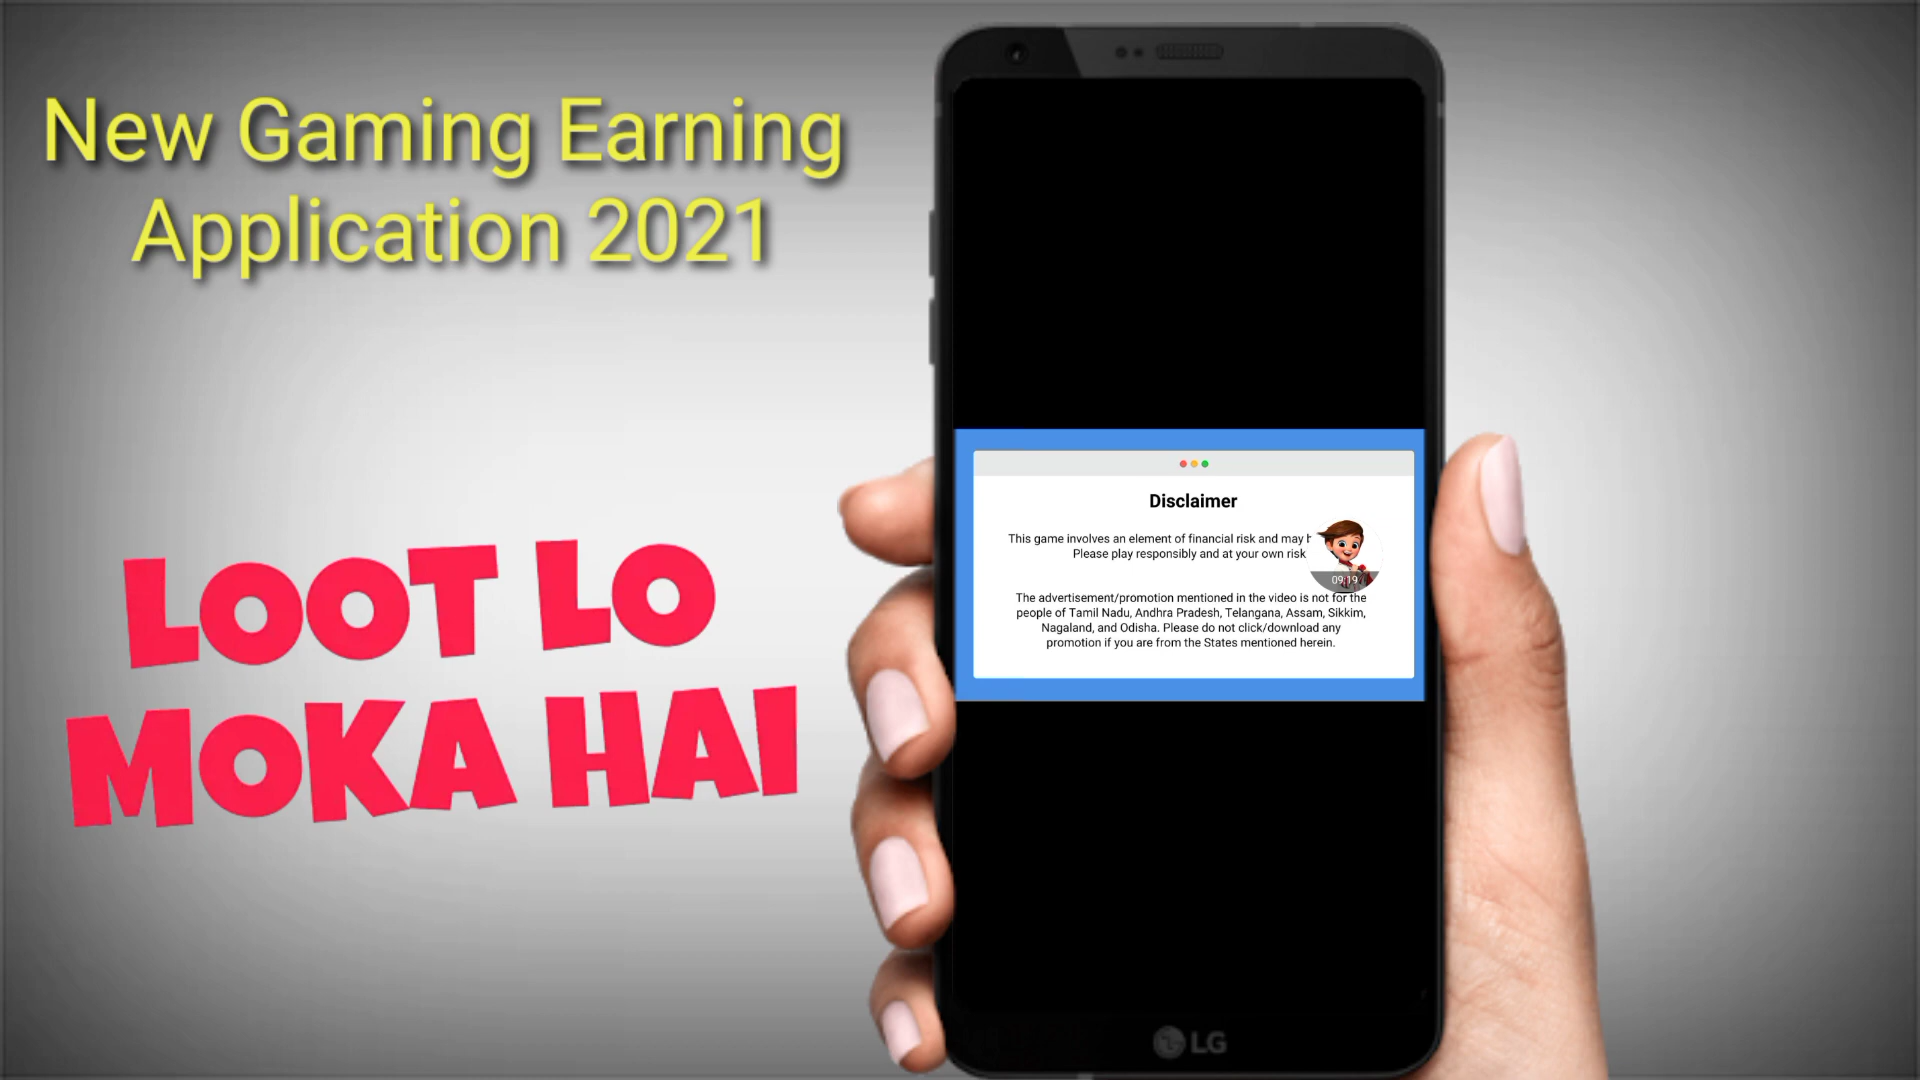 New Gaming Earning
Application 2021
LOOT LO
MOKA HAI
Disclaimer
This game involves an element of financial risk and may
Please play responsibly and at your own risk
09:19
The advertisement/promotion mentioned in the video is not for the
people of Tamil Nadu, Andhra Pradesh, Telangana, Assam, Sikkim,
Nagaland, and Odisha. Please do not click/download any
promotion if you are from the States mentioned herein.
LG